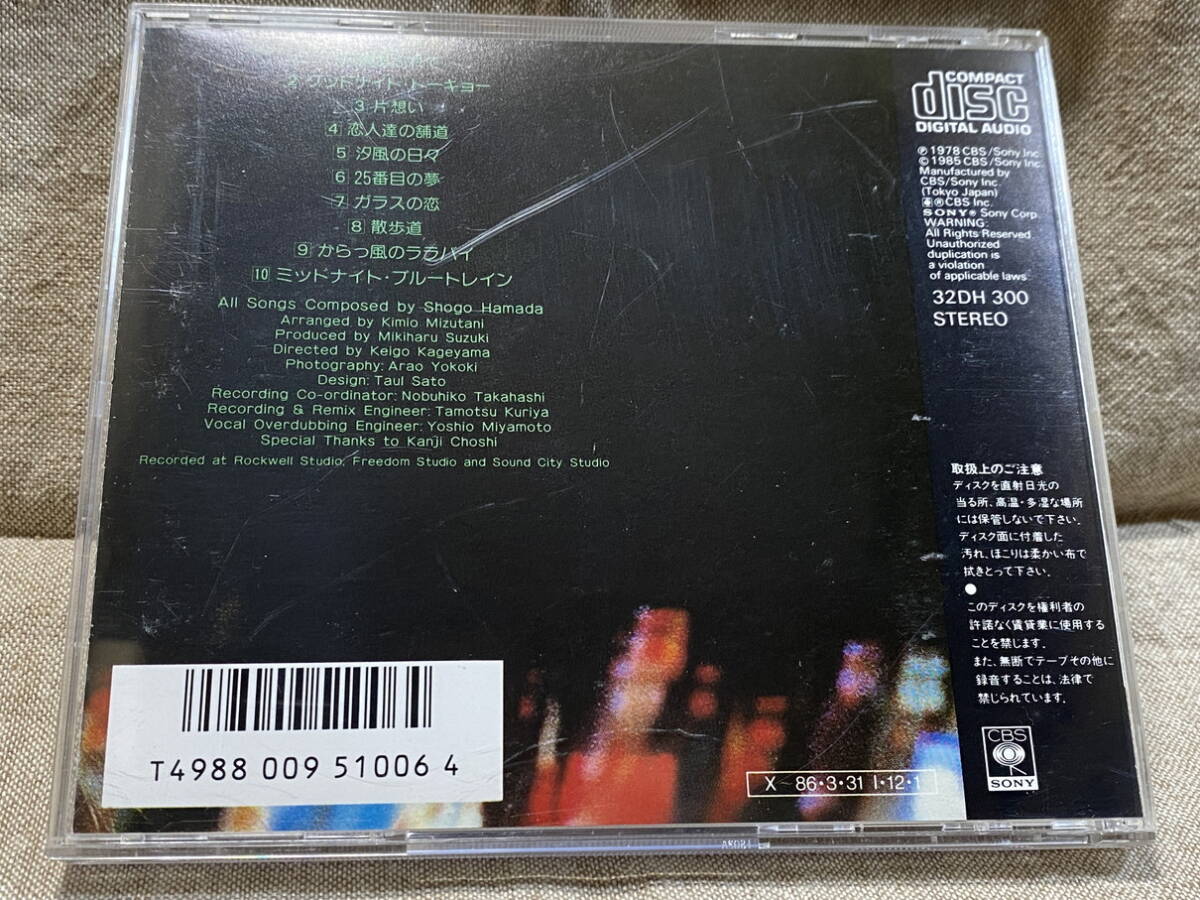 2 グッドナイト・トーキョー
3 片想い
4 恋人達の舗道
5 汐風の日々
6 25番目の夢
7 ガラスの恋
8 散歩道
9 からっ風のララバイ
10 ミッドナイト・ブルートレイン
All Songs Composed by Shogo Hamada
Arranged by Kimio Mizutani
Produced by Mikiharu Suzuki
Directed by Keigo Kageyama
Photography: Arao Yokoki
Design: Taul Sato
Recording Co-ordinator: Nobuhiko Takahashi
Recording & Remix Engineer: Tamotsu Kuriya
Vocal Overdubbing Engineer: Yoshio Miyamoto
Special Thanks to Kanji Choshi
Recorded at Rockwell Studio, Freedom Studio and Sound City Studio
COMPACT
disc
DIGITAL AUDIO
℗ 1978 CBS/Sony Inc.
© 1985 CBS/Sony Inc.
Manufactured by
CBS/Sony Inc.
(Tokyo Japan)
®CBS Inc.
SONY® Sony Corp.
WARNING:
All Rights Reserved.
Unauthorized
duplication is
a violation
of applicable laws.
32DH 300
STEREO
取扱上のご注意
ディスクを直射日光の
当る所、高温・多湿な場所
には保管しないで下さい。
ディスク面に付着した
汚れ、ほこりは柔かい布で
拭きとって下さい。
●
このディスクを権利者の
許諾なく賃貸業に使用する
ことを禁じます。
また、無断でテープその他に
録音することは、法律で
禁じられています。
CBS
SONY
T4988 009 51006 4
X 86・3・31 I・12・1